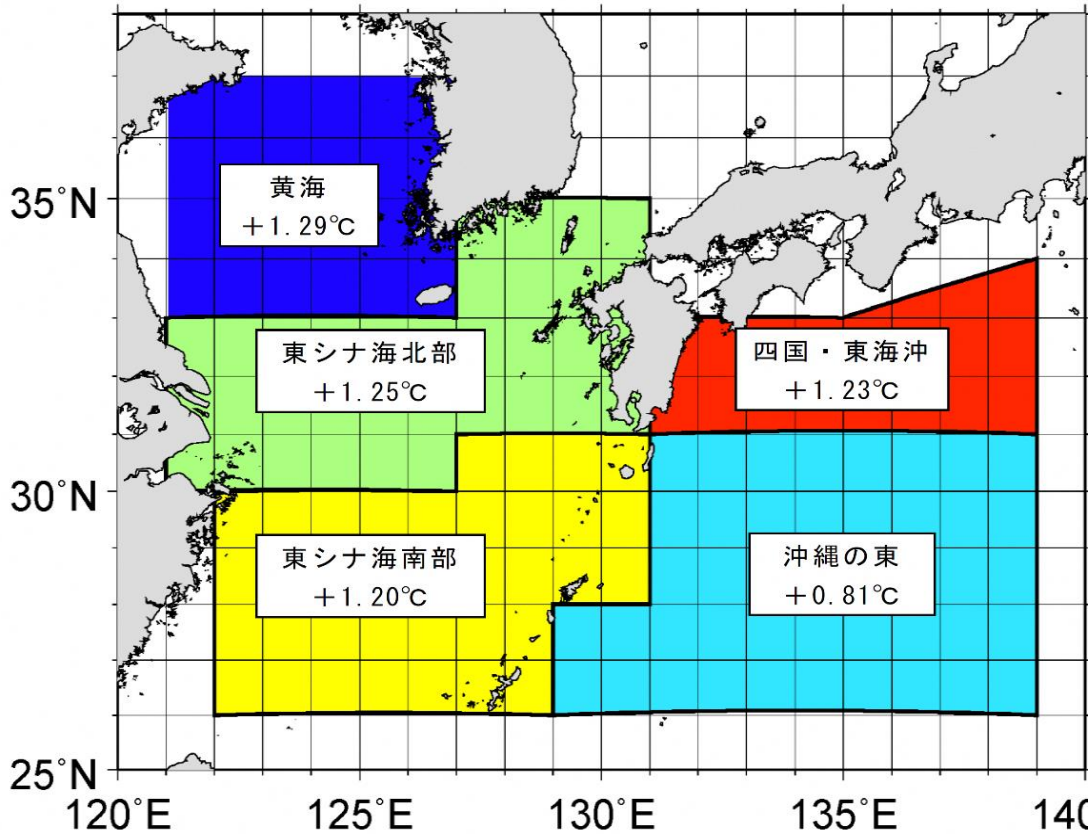 黄海
＋1.29℃
35°N
東シナ海北部
＋1.25℃
四国・東海沖
＋1.23℃
30°N
東シナ海南部
＋1.20℃
沖縄の東
＋0.81℃
25°N
120°E
125°E
130°E
135°E
140